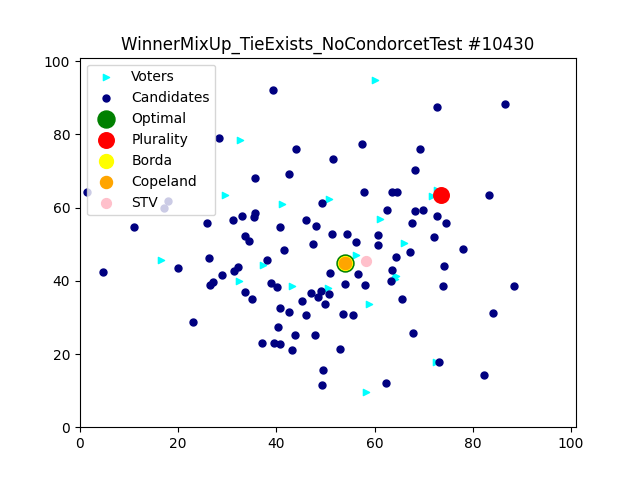 WinnerMixUp_TieExists_NoCondorcetTest #10430
100
80
60
40
20
0
Voters
Candidates
Optimal
Plurality
Borda
Copeland
STV
0 20 40 60 80 100